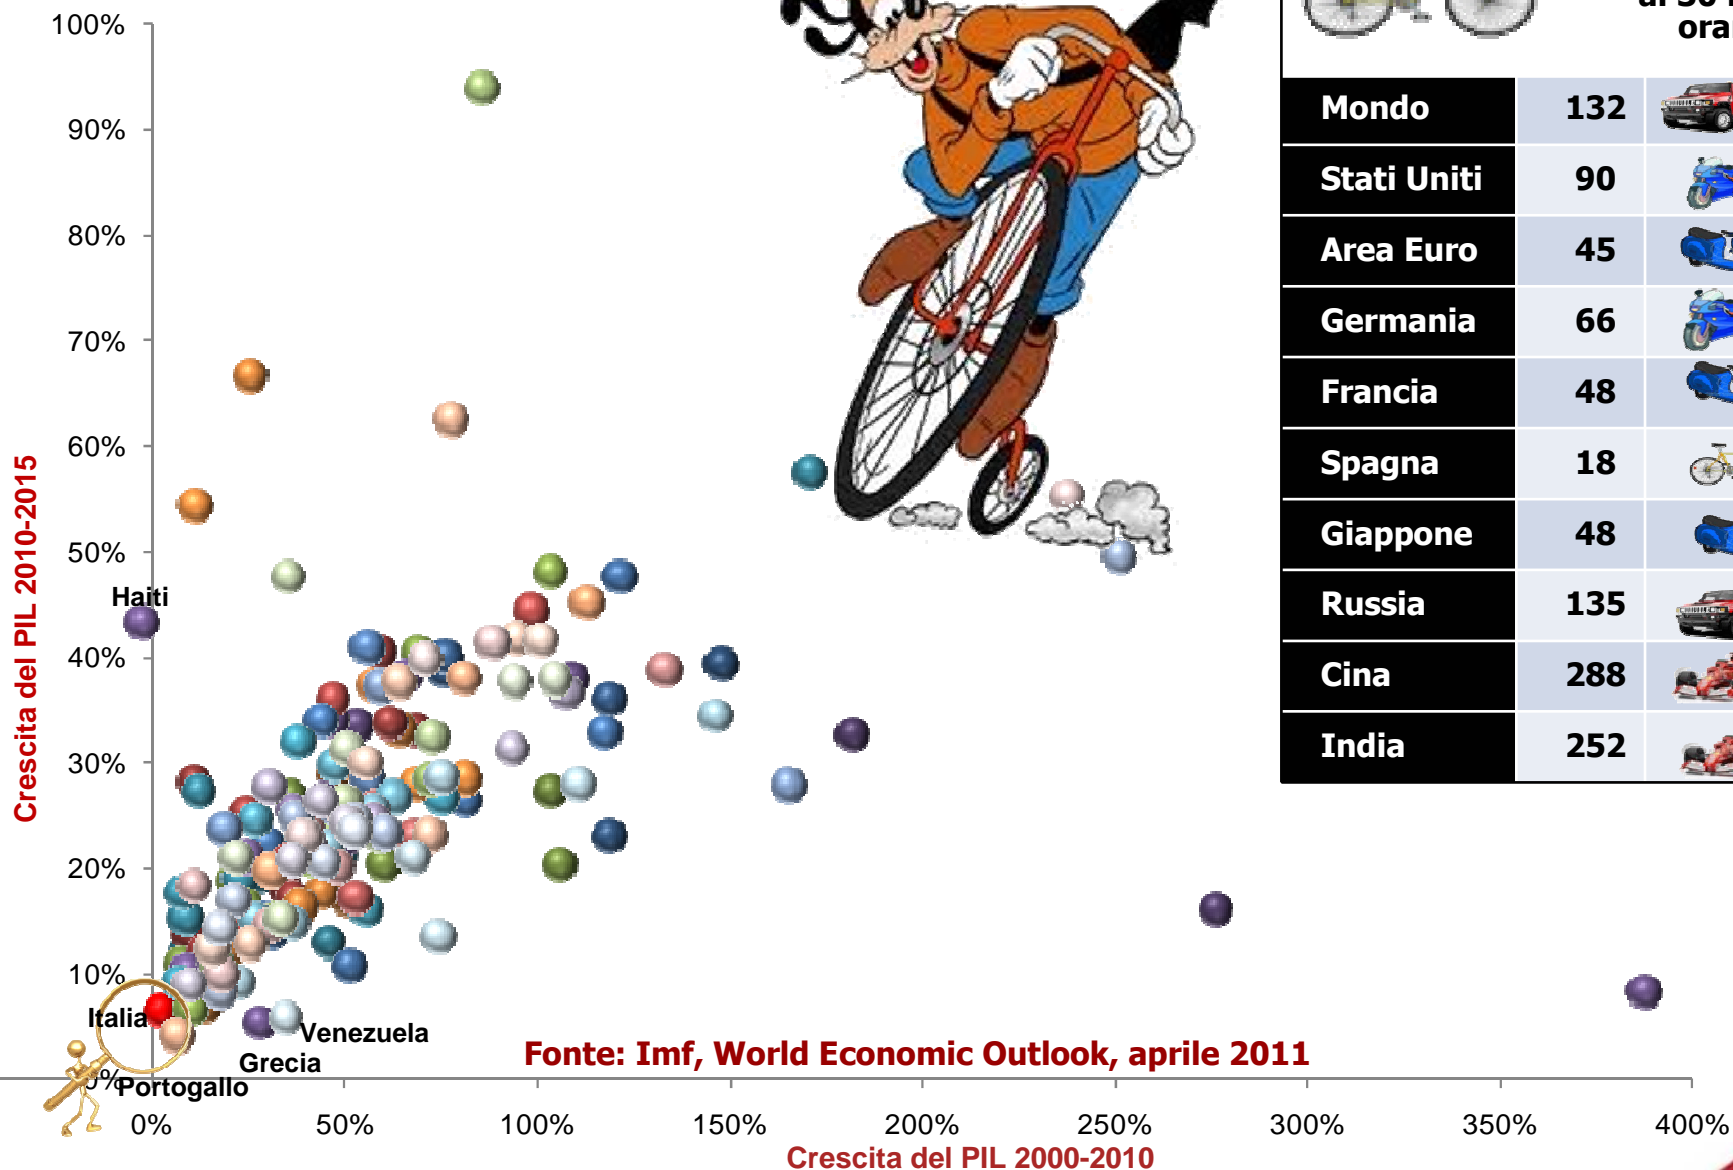 100%
90%
80%
70%
60%
50%
40%
30%
20%
10%
0%
Crescita del PIL 2010-2015
Haiti
Italia
Venezuela
Grecia
Portogallo
Fonte: Imf, World Economic Outlook, aprile 2011
0% 50% 100% 150% 200% 250% 300% 350% 400%
Crescita del PIL 2000-2010
Mondo 132
Stati Uniti 90
Area Euro 45
Germania 66
Francia 48
Spagna 18
Giappone 48
Russia 135
Cina 288
India 252